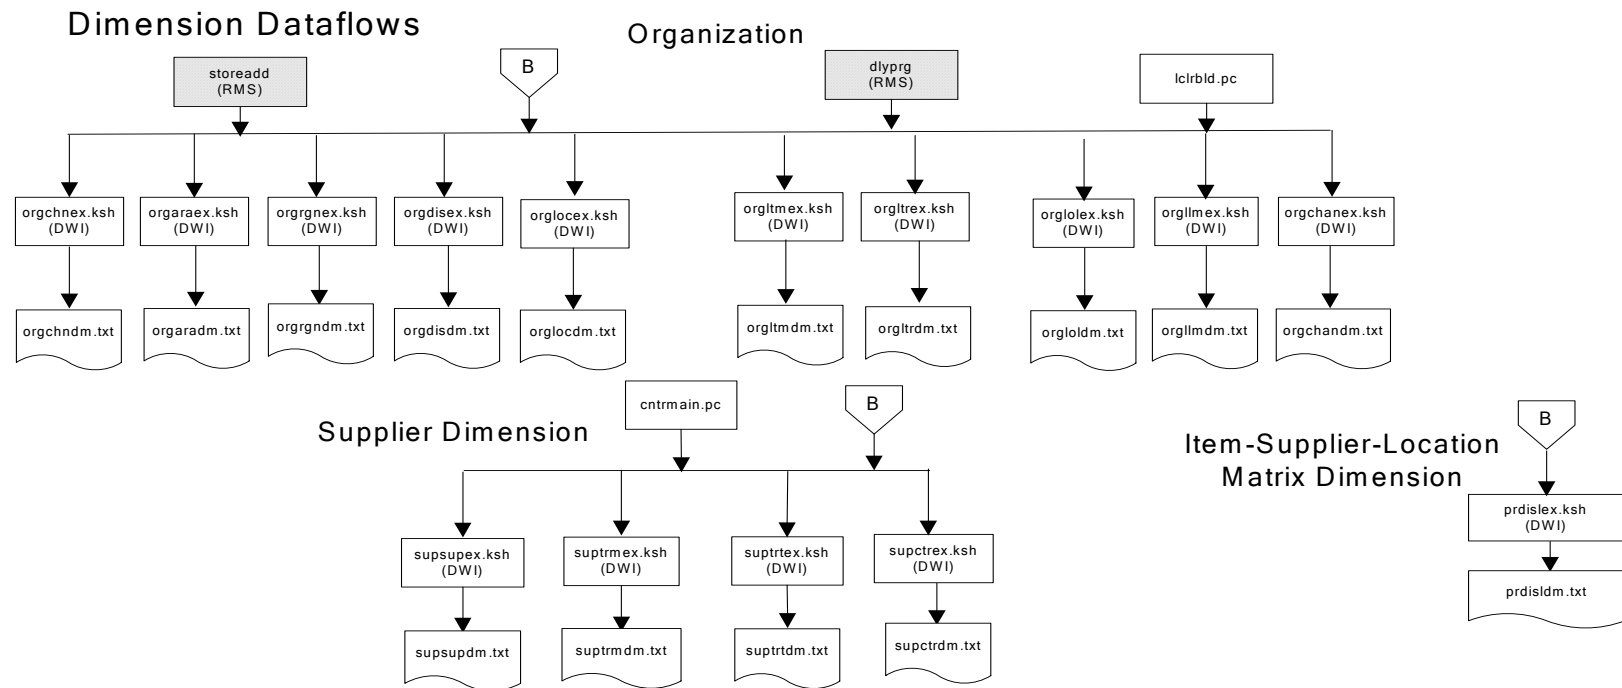 Dimension Dataflows
Organization
storeadd
(RMS)
B
dlyprg
(RMS)
lclrbld.pc
orgchnex.ksh
(DWI)
orgaraex.ksh
(DWI)
orgrgnex.ksh
(DWI)
orgdisex.ksh
(DWI)
orglocex.ksh
(DWI)
orgltmex.ksh
(DWI)
orgltrex.ksh
(DWI)
orglolex.ksh
(DWI)
orgllmex.ksh
(DWI)
orgchanex.ksh
(DWI)
orgchndm.txt
orgaradm.txt
orgrgndm.txt
orgdisdm.txt
orglocdm.txt
orgltmdm.txt
orgltrdm.txt
orgloldm.txt
orgllmdm.txt
orgchandm.txt
Supplier Dimension
cntrmain.pc
B
supsupex.ksh
(DWI)
suptrmex.ksh
(DWI)
suptrtex.ksh
(DWI)
supctrex.ksh
(DWI)
supsupdm.txt
suptrmdm.txt
suptrtdm.txt
supctrdm.txt
Item-Supplier-Location
Matrix Dimension
B
prdislex.ksh
(DWI)
prdisldm.txt